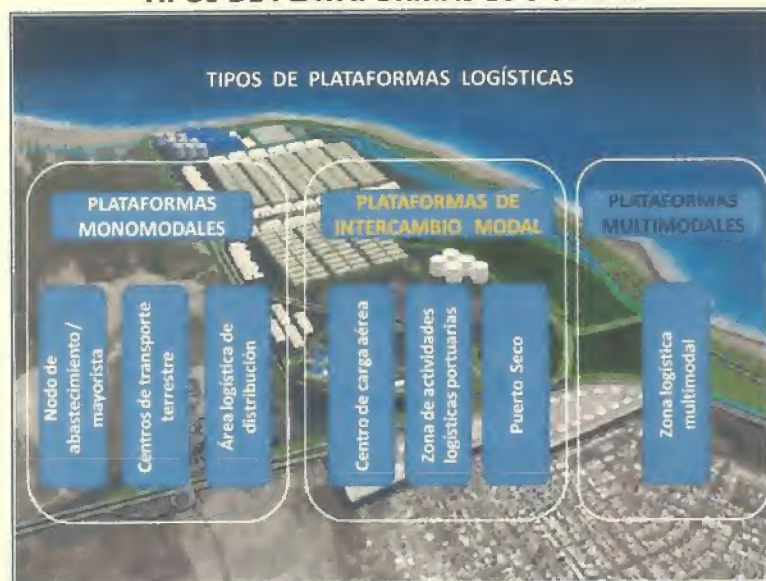 TIPOS DE PLATAFORMAS LOGÍSTICAS
PLATAFORMAS
MONOMODALES
Nodo de
abastecimiento/
mayorista
Centros de transporte
terrestre
Área logística de
distribución
PLATAFORMAS DE
INTERCAMBIO MODAL
Centro de carga aérea
Zona de actividades
logísticas portuarias
Puerto Seco
PLATAFORMAS
MULTIMODALES
Zona logística
multimodal